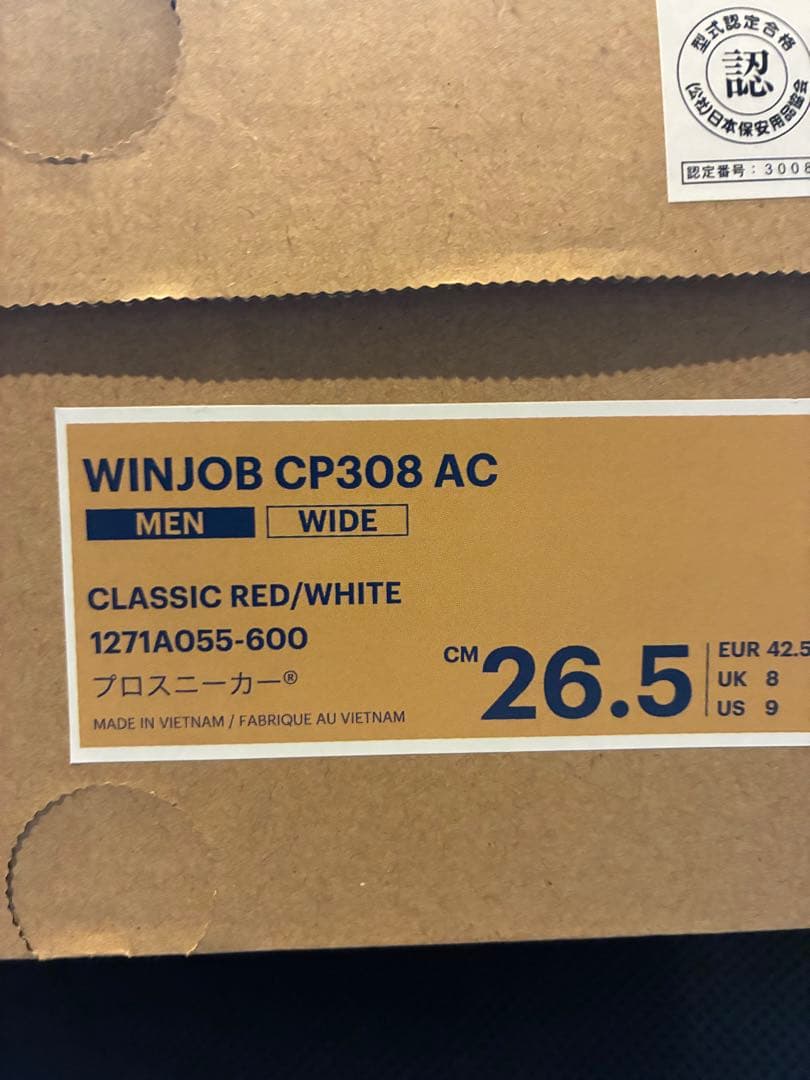 型式認定合格
認
(公社)日本保安用品協会
認定番号:3008
WINJOB CP308 AC
MEN WIDE
CLASSIC RED/WHITE
1271A055-600
プロスニーカー®
MADE IN VIETNAM / FABRIQUE AU VIETNAM
CM 26.5
EUR 42.5
UK 8
US 9